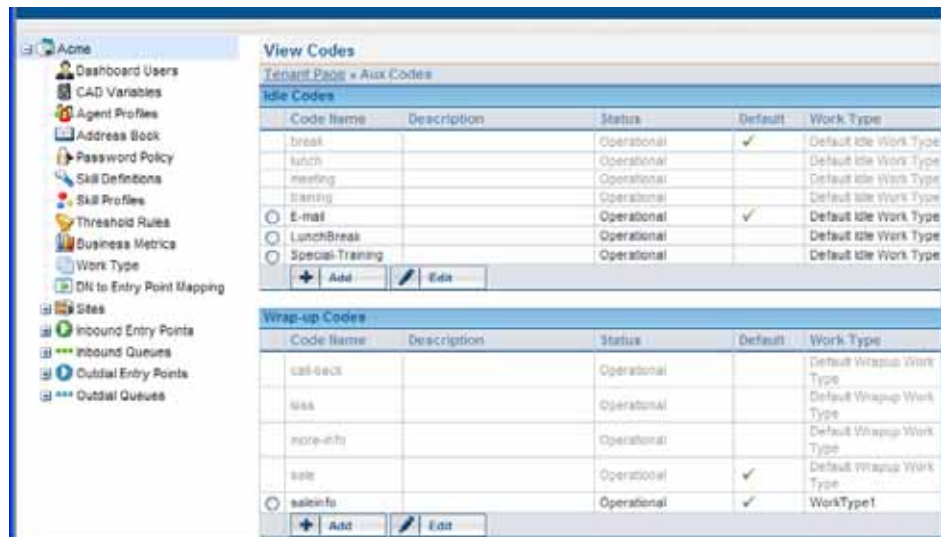 Acme
Dashboard Users
CAD Variables
Agent Profiles
Address Book
Password Policy
Skill Definitions
Skill Profiles
Threshold Rules
Business Metrics
Work Type
DN to Entry Point Mapping
Sites
Inbound Entry Points
Inbound Queues
Outdial Entry Points
Outdial Queues
View Codes
Tenant Page » Aux Codes
Idle Codes
Code Name Description Status Default Work Type
break Operational Default Idle Work Type
lunch Operational Default Idle Work Type
meeting Operational Default Idle Work Type
training Operational Default Idle Work Type
E-mail Operational Default Idle Work Type
LunchBreak Operational Default Idle Work Type
Special-Training Operational Default Idle Work Type
Add Edit
Wrap-up Codes
Code Name Description Status Default Work Type
call-back Operational Default Wrapup Work
Type
Operational Default Wrapup Work
Type
more-info Operational Default Wrapup Work
Type
sale Operational Default Wrapup Work
Type
saleinfo Operational WorkType1
Add Edit